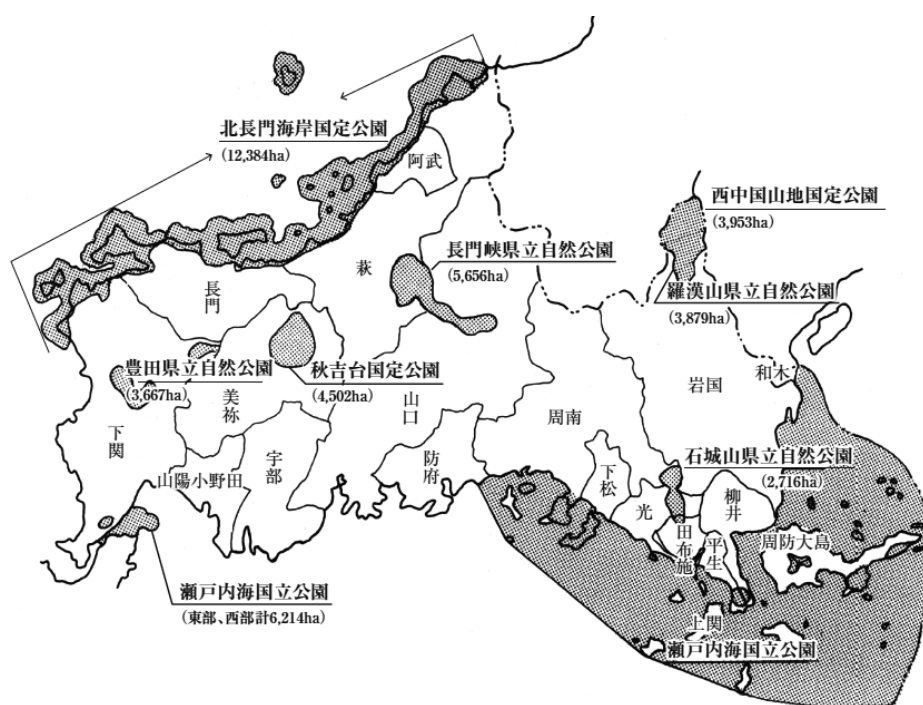 北長門海岸国定公園
(12,384ha)
阿武
西中国山地国定公園
(3,953ha)
萩
長門峡県立自然公園
(5,656ha)
長門
羅漢山県立自然公園
(3,879ha)
豊田県立自然公園
(3,667ha)
秋吉台国定公園
(4,502ha)
和木
岩国
美祢
山口
周南
下関
宇部
防府
山陽小野田
下松
石城山県立自然公園
(2,716ha)
光
柳井
田布施
平生
周防大島
瀬戸内海国立公園
(東部、西部計6,214ha)
上関
瀬戸内海国立公園